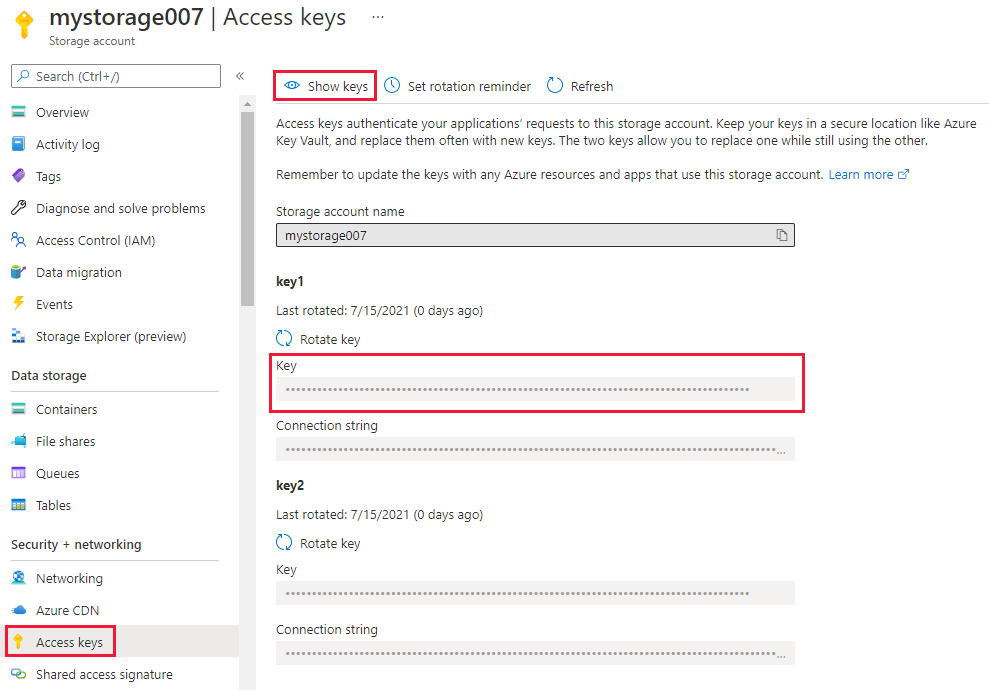 mystorage007 | Access keys ...
Storage account
Search (Ctrl+/)
«
Overview
Activity log
Tags
Diagnose and solve problems
Access Control (IAM)
Data migration
Events
Storage Explorer (preview)
Data storage
Containers
File shares
Queues
Tables
Security + networking
Networking
Azure CDN
Access keys
Shared access signature
Show keys Set rotation reminder Refresh
Access keys authenticate your applications' requests to this storage account. Keep your keys in a secure location like Azure
Key Vault, and replace them often with new keys. The two keys allow you to replace one while still using the other.
Remember to update the keys with any Azure resources and apps that use this storage account. Learn more
Storage account name
mystorage007
key1
Last rotated: 7/15/2021 (0 days ago)
Rotate key
Key
Connection string
key2
Last rotated: 7/15/2021 (0 days ago)
Rotate key
Key
Connection string